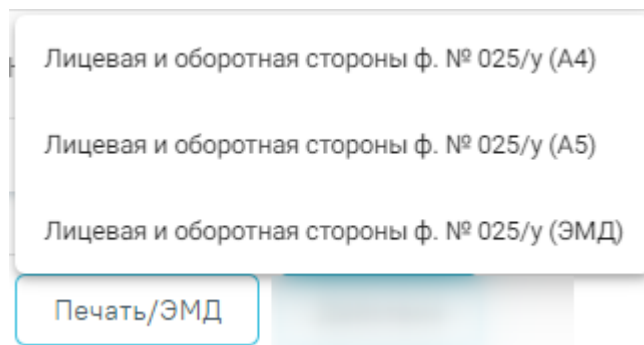 Лицевая и оборотная стороны ф. № 025/у (А4)
Лицевая и оборотная стороны ф. № 025/у (А5)
Лицевая и оборотная стороны ф. № 025/у (ЭМД)
Печать/ЭМД